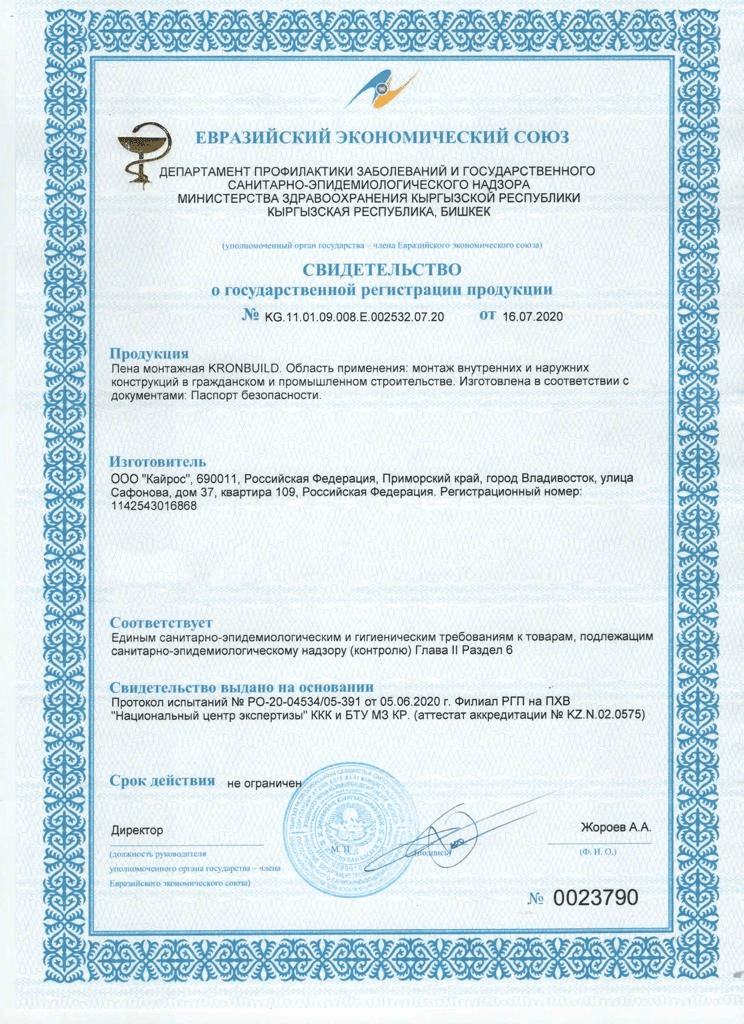 ЕВРАЗИЙСКИЙ ЭКОНОМИЧЕСКИЙ СОЮЗ
ДЕПАРТАМЕНТ ПРОФИЛАКТИКИ ЗАБОЛЕВАНИЙ И ГОСУДАРСТВЕННОГО
САНИТАРНО-ЭПИДЕМИОЛОГИЧЕСКОГО НАДЗОРА
МИНИСТЕРСТВА ЗДРАВООХРАНЕНИЯ КЫРГЫЗСКОЙ РЕСПУБЛИКИ
КЫРГЫЗСКАЯ РЕСПУБЛИКА, БИШКЕК
(уполномоченный орган государства – члена Евразийского экономического союза)
СВИДЕТЕЛЬСТВО
о государственной регистрации продукции
№ KG.11.01.09.008.E.002532.07.20 от 16.07.2020
Продукция
Пена монтажная KRONBUILD. Область применения: монтаж внутренних и наружних
конструкций в гражданском и промышленном строительстве. Изготовлена в соответствии с
документами: Паспорт безопасности.
Изготовитель
ООО "Кайрос", 690011, Российская Федерация, Приморский край, город Владивосток, улица
Сафонова, дом 37, квартира 109, Российская Федерация. Регистрационный номер:
1142543016868
Соответствует
Единым санитарно-эпидемиологическим и гигиеническим требованиям к товарам, подлежащим
санитарно-эпидемиологическому надзору (контролю) Глава II Раздел 6
Свидетельство выдано на основании
Протокол испытаний № РО-20-04534/05-391 от 05.06.2020 г. Филиал РГП на ПХВ
"Национальный центр экспертизы" ККК и БТУ МЗ КР. (аттестат аккредитации № KZ.N.02.0575)
Срок действия не ограничен
Директор
Жороев А.А.
(должность руководителя
уполномоченного органа государства – члена
Евразийского экономического союза)
М. П.
(подпись)
(Ф. И. О.)
№ 0023790